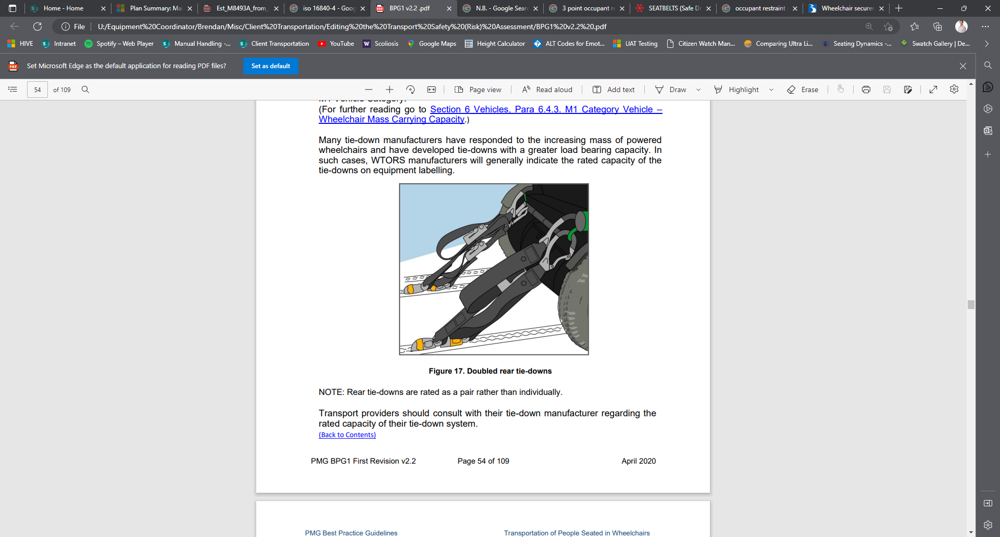 Home - Home
Plan Summary: Ma
Est_M8493A_from_
iso 16840-4 - Goog
BPG1 v2.2 .pdf
N.B. - Google Sear
3 point occupant re
SEATBELTS (Safe Dr
occupant restraint
Wheelchair secure
File
U:/Equipment%20Coordinator/Brendan/Misc/Client%20Transportation/Editing%20the%20Transport%20Safety%20(Risk)%20Assessment/BPG1%20v2.2%20.pdf
HIVE
Intranet
Spotify – Web Player
Manual Handling -...
Client Transportation
YouTube
Scoliosis
Google Maps
Height Calculator
ALT Codes for Emot...
UAT Testing
Citizen Watch Man...
Comparing Ultra Li...
Seating Dynamics -...
Swatch Gallery | De...
Set Microsoft Edge as the default application for reading PDF files?
Set as default
54 of 109
Page view
Read aloud
Add text
Draw
Highlight
Erase
M1 Vehicle Category.
(For further reading go to Section 6 Vehicles, Para 6.4.3. M1 Category Vehicle –
Wheelchair Mass Carrying Capacity.)
Many tie-down manufacturers have responded to the increasing mass of powered
wheelchairs and have developed tie-downs with a greater load bearing capacity. In
such cases, WTORS manufacturers will generally indicate the rated capacity of the
tie-downs on equipment labelling.
Figure 17. Doubled rear tie-downs
NOTE: Rear tie-downs are rated as a pair rather than individually.
Transport providers should consult with their tie-down manufacturer regarding the
rated capacity of their tie-down system.
(Back to Contents)
PMG BPG1 First Revision v2.2
Page 54 of 109
April 2020
PMG Best Practice Guidelines
Transportation of People Seated in Wheelchairs